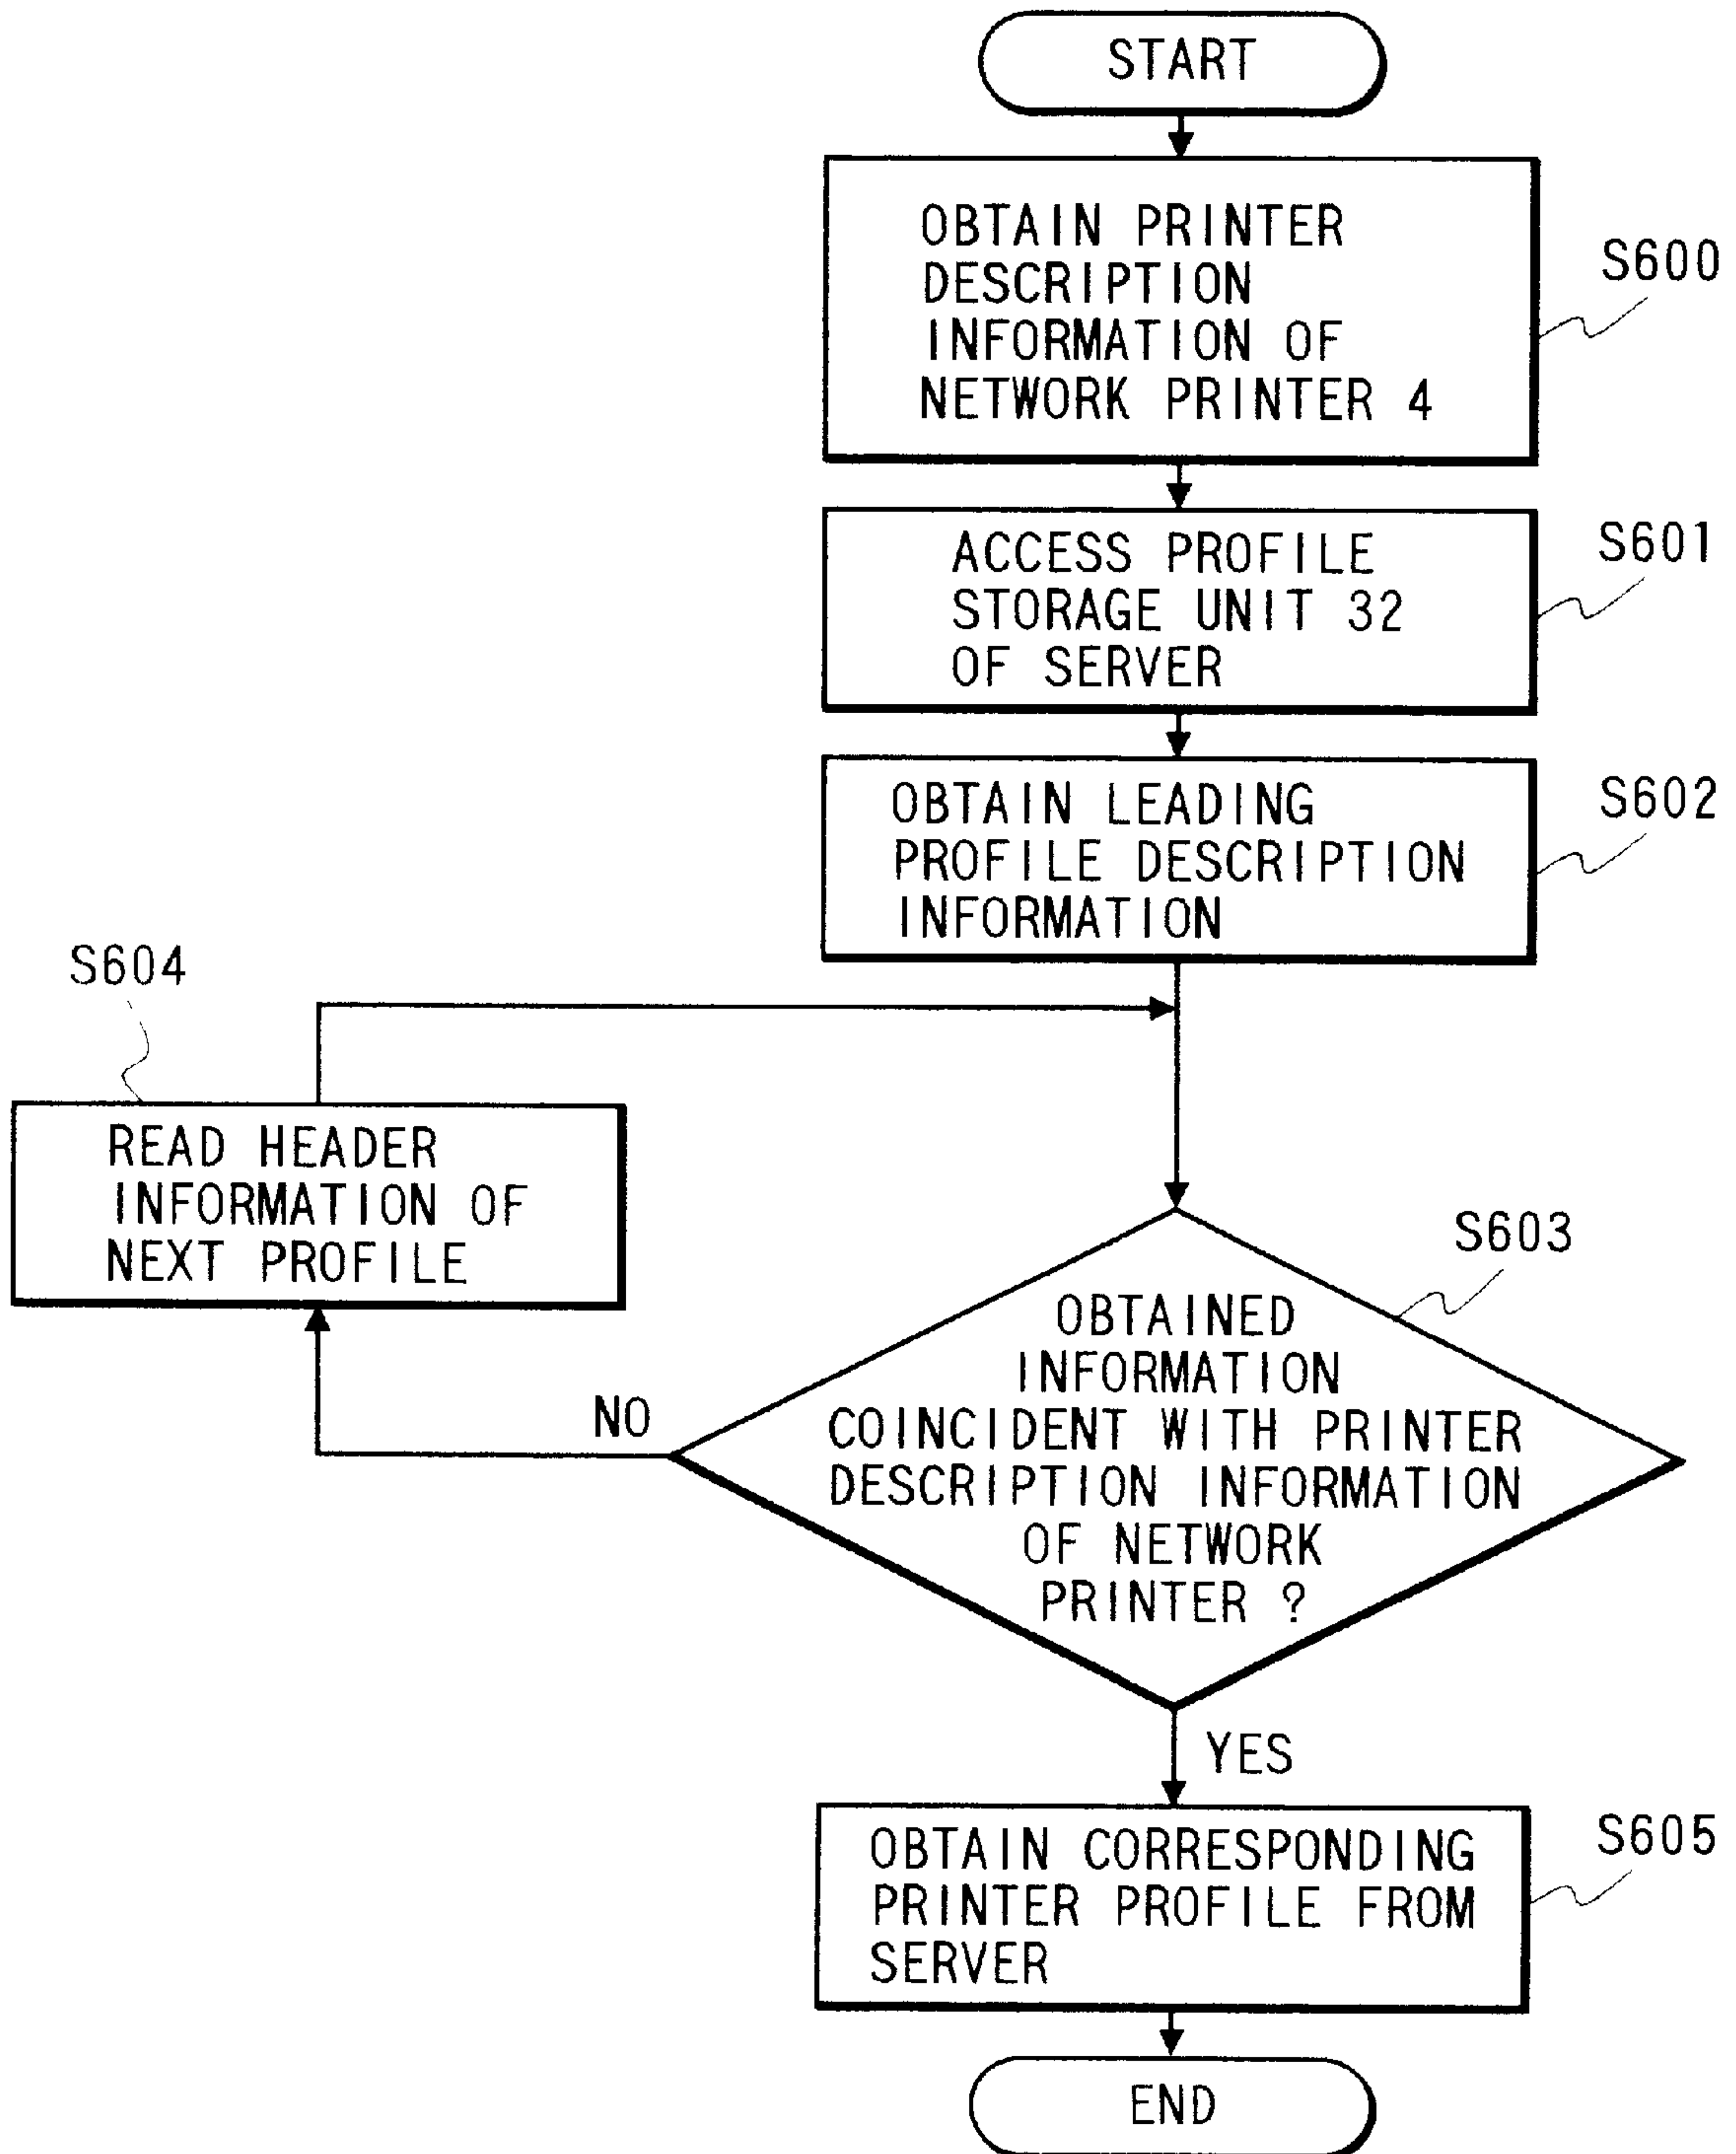 START
OBTAIN PRINTER
DESCRIPTION
INFORMATION OF
NETWORK PRINTER 4
S600
ACCESS PROFILE
STORAGE UNIT 32
OF SERVER
S601
OBTAIN LEADING
PROFILE DESCRIPTION
INFORMATION
S602
S604
READ HEADER
INFORMATION OF
NEXT PROFILE
S603
OBTAINED
INFORMATION
COINCIDENT WITH PRINTER
DESCRIPTION INFORMATION
OF NETWORK
PRINTER ?
NO
YES
OBTAIN CORRESPONDING
PRINTER PROFILE FROM
SERVER
S605
END